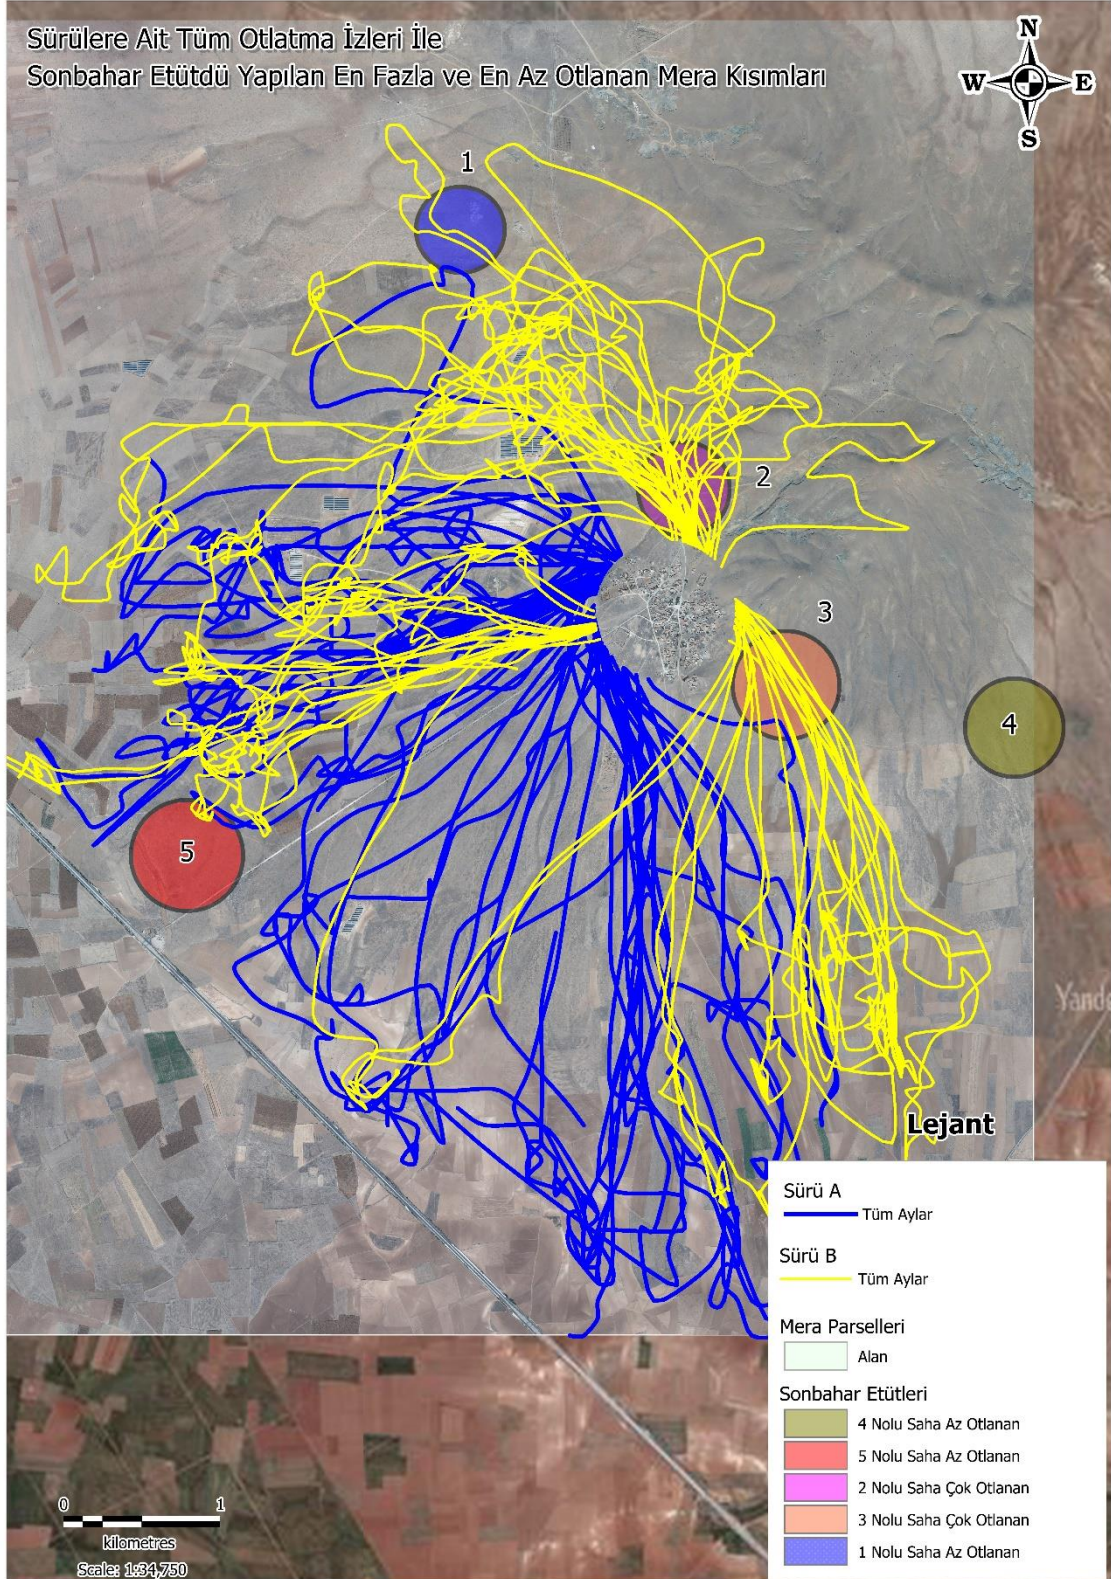 Sürülere Ait Tüm Otlatma İzleri İle
Sonbahar Etütdü Yapılan En Fazla ve En Az Otlanan Mera Kısımları
N
W E
S
1
2
3
4
5
Lejant
Sürü A
Tüm Aylar
Sürü B
Tüm Aylar
Mera Parselleri
Alan
Sonbahar Etütleri
4 Nolu Saha Az Otlanan
5 Nolu Saha Az Otlanan
2 Nolu Saha Çok Otlanan
3 Nolu Saha Çok Otlanan
1 Nolu Saha Az Otlanan
0 1
kilometres
Scale: 1:34,750